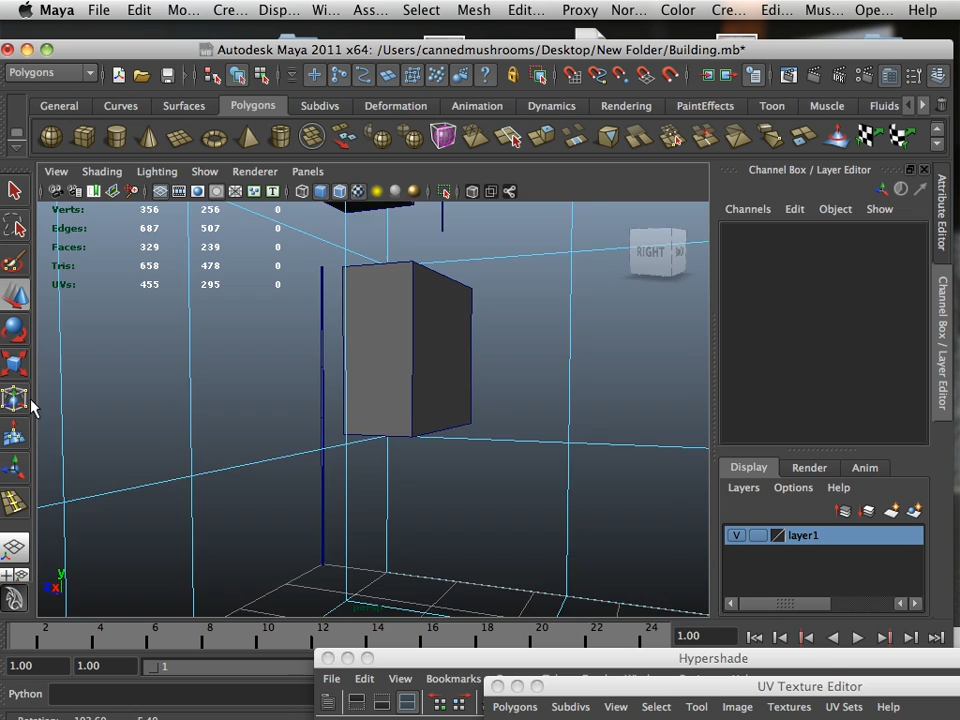 Maya File Edit Mo... Cre... Disp... Wi... Ass... Select Mesh Edit... Proxy Nor... Color Cre... Edi... Mus... Ope... Help
Autodesk Maya 2011 x64: /Users/cannedmushrooms/Desktop/New Folder/Building.mb*
Polygons
General Curves Surfaces Polygons Subdivs Deformation Animation Dynamics Rendering PaintEffects Toon Muscle Fluids
View Shading Lighting Show Renderer Panels
Channel Box / Layer Editor
Channels Edit Object Show
Verts: 356 256 0
Edges: 687 507 0
Faces: 329 239 0
Tris: 658 478 0
UVs: 455 295 0
RIGHT
Attribute Editor
Channel Box / Layer Editor
Display Render Anim
Layers Options Help
V layer1
y
x
persp
2 4 6 8 10 12 14 16 18 20 22 24
1.00
1.00 1.00 1
Hypershade
File Edit View Bookmarks
Python
UV Texture Editor
Polygons Subdivs View Select Tool Image Textures UV Sets Help